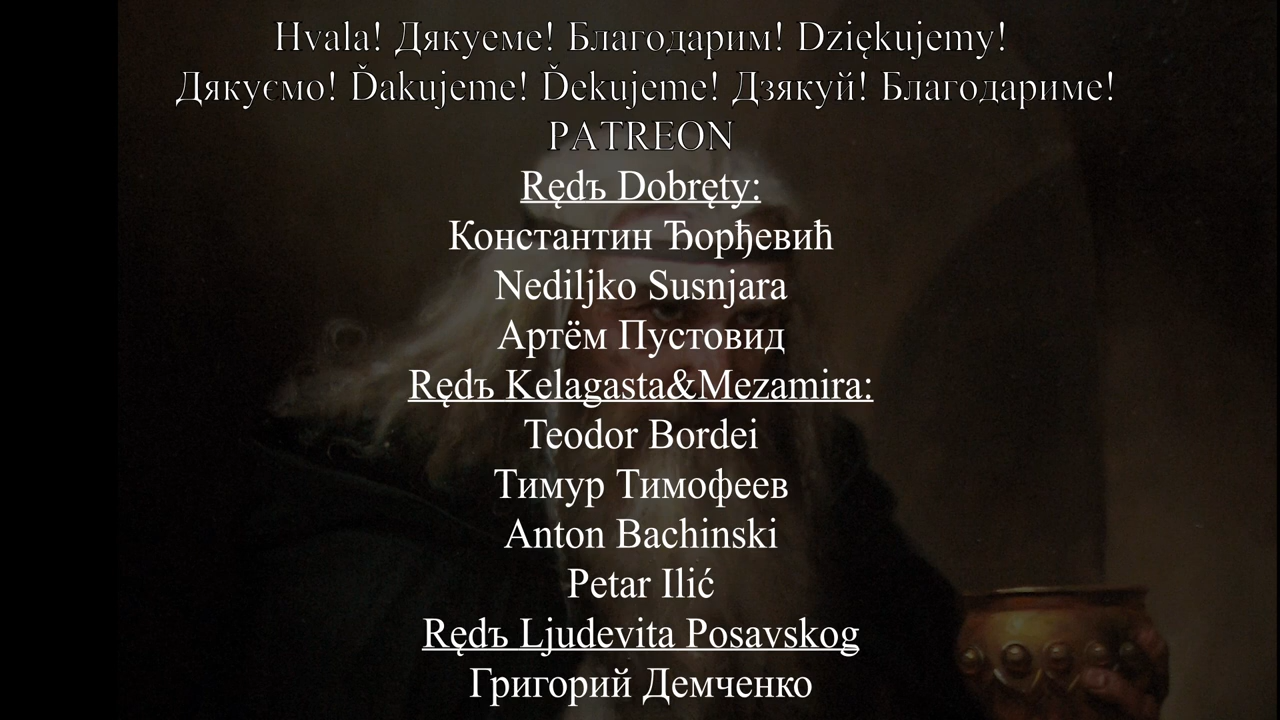 Hvala! Дякуеме! Благодарим! Dziękujemy!
Дякуємо! Ďakujeme! Ďekujeme! Дзякуй! Благодариме!
PATREON
Rędъ Dobręty:
Константин Ђорђевић
Nediljko Susnjara
Артём Пустовид
Rędъ Kelagasta&Mezamira:
Teodor Bordei
Тимур Тимофеев
Anton Bachinski
Petar Ilić
Rędъ Ljudevita Posavskog
Григорий Демченко